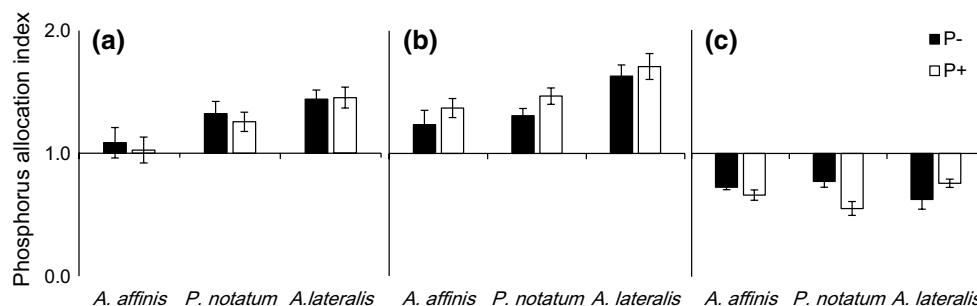 Phosphorus allocation index
2.0
1.0
0.0
(a)
(b)
(c)
P-
P+
A. affinis P. notatum A.lateralis A. affinis P. notatum A. lateralis A. affinis P. notatum A. lateralis